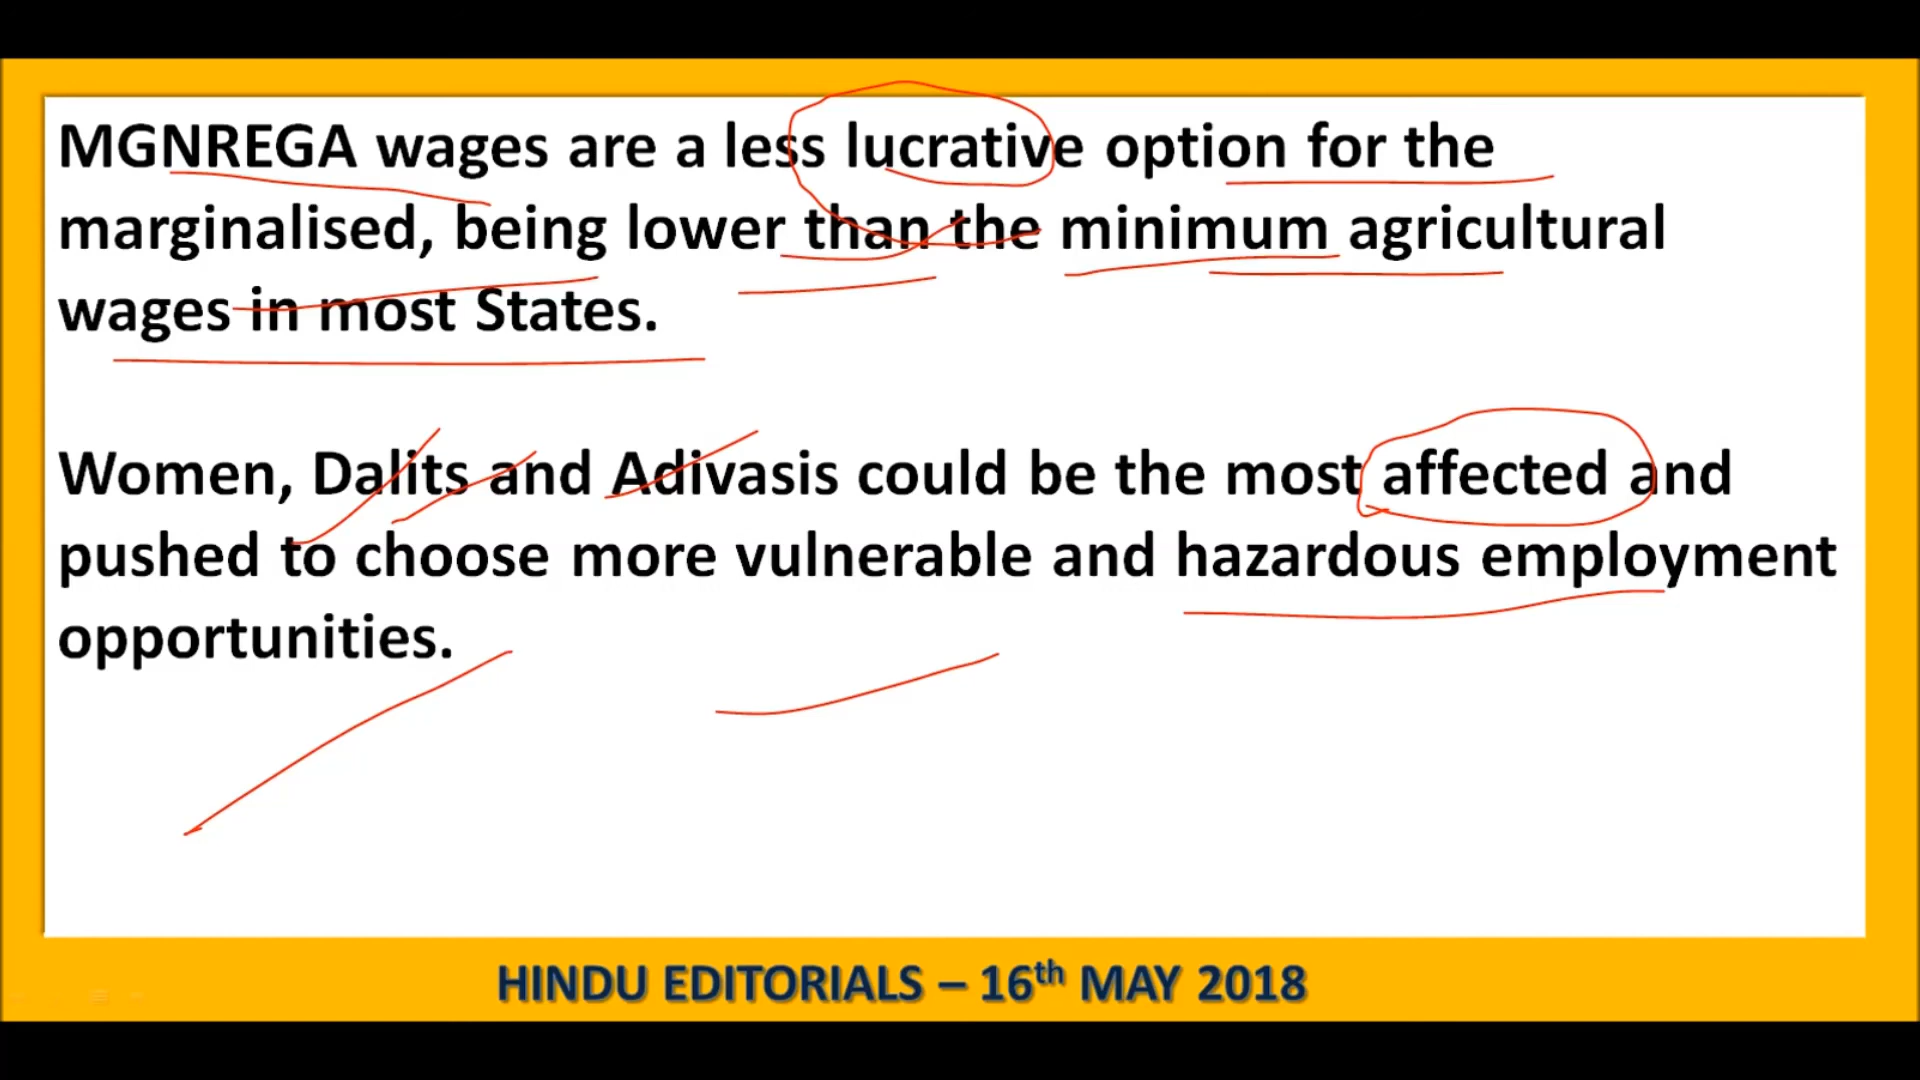 MGNREGA wages are a less lucrative option for the
marginalised, being lower than the minimum agricultural
wages in most States.
Women, Dalits and Adivasis could be the most affected and
pushed to choose more vulnerable and hazardous employment
opportunities.
HINDU EDITORIALS – 16th MAY 2018